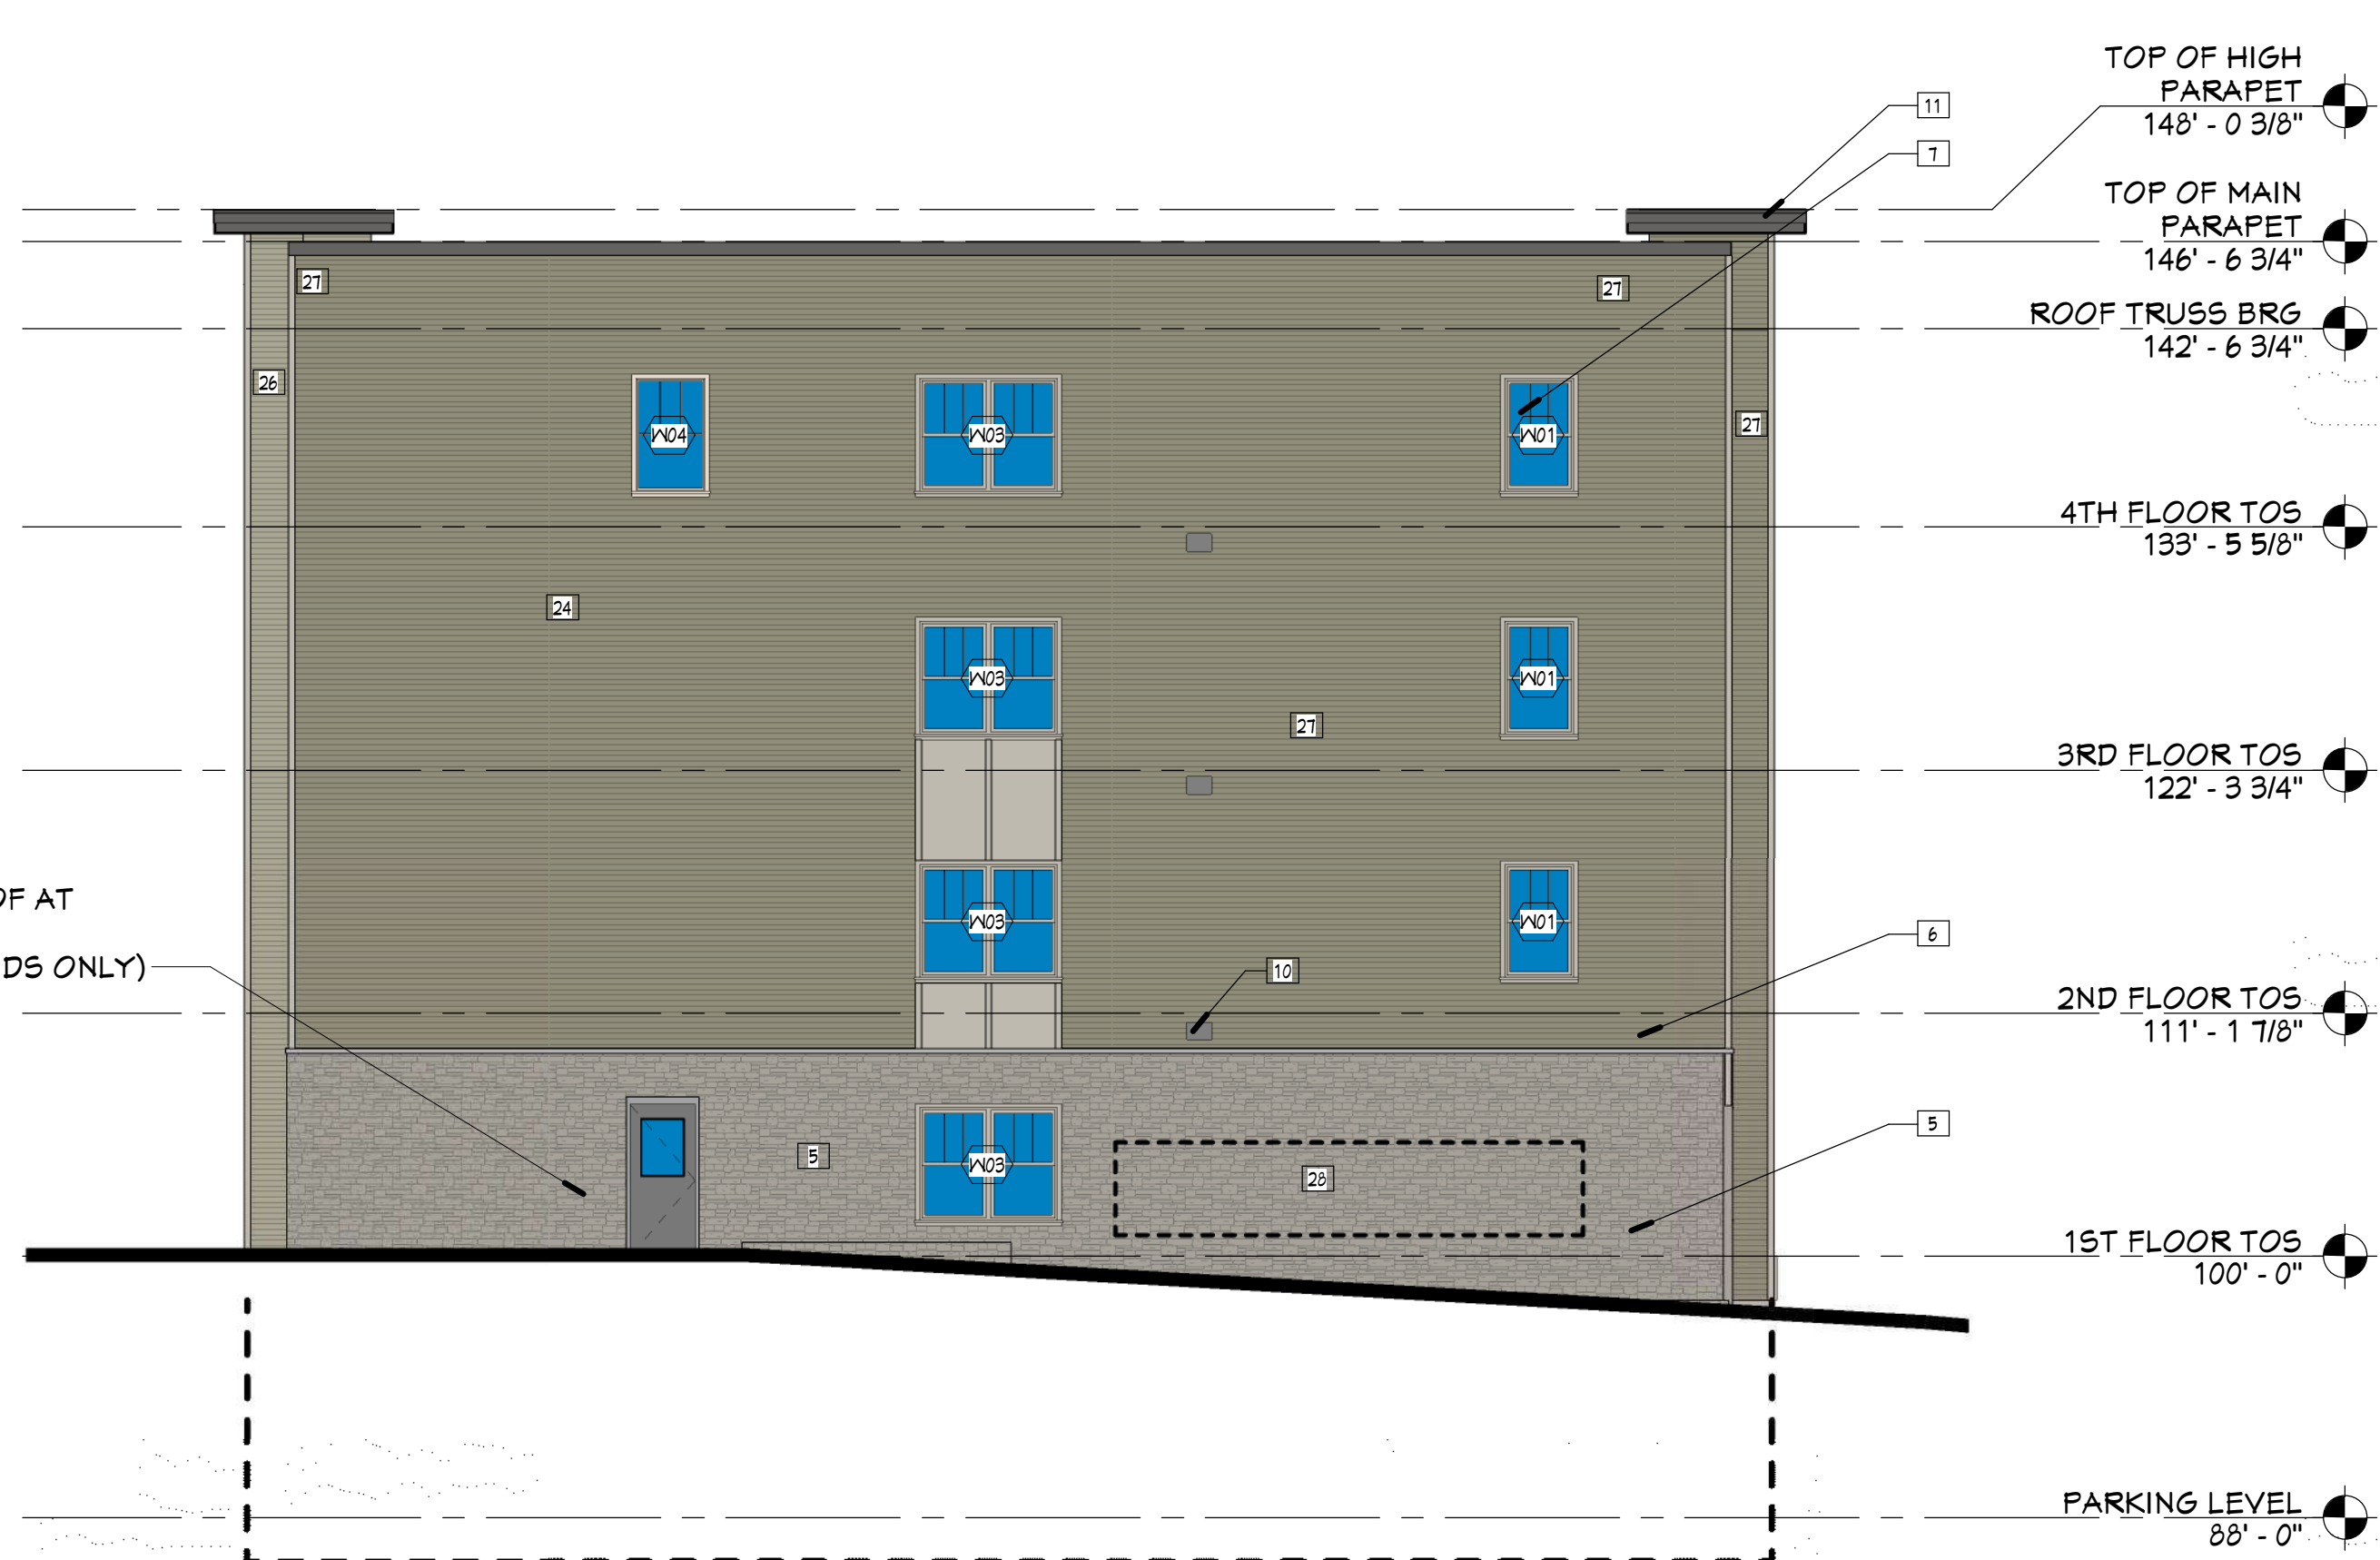 TOP OF HIGH
PARAPET
148' - 0 3/8"
11
7
TOP OF MAIN
PARAPET
146' - 6 3/4"
27
27
ROOF TRUSS BRG
142' - 6 3/4"
26
27
W04
W03
W01
4TH FLOOR TOS
133' - 5 5/8"
24
W03
W01
27
3RD FLOOR TOS
122' - 3 3/4"
AT
W03
W01
6
ONLY)
10
2ND FLOOR TOS
111' - 1 7/8"
5
5
W03
28
1ST FLOOR TOS
100' - 0"
PARKING LEVEL
88' - 0"